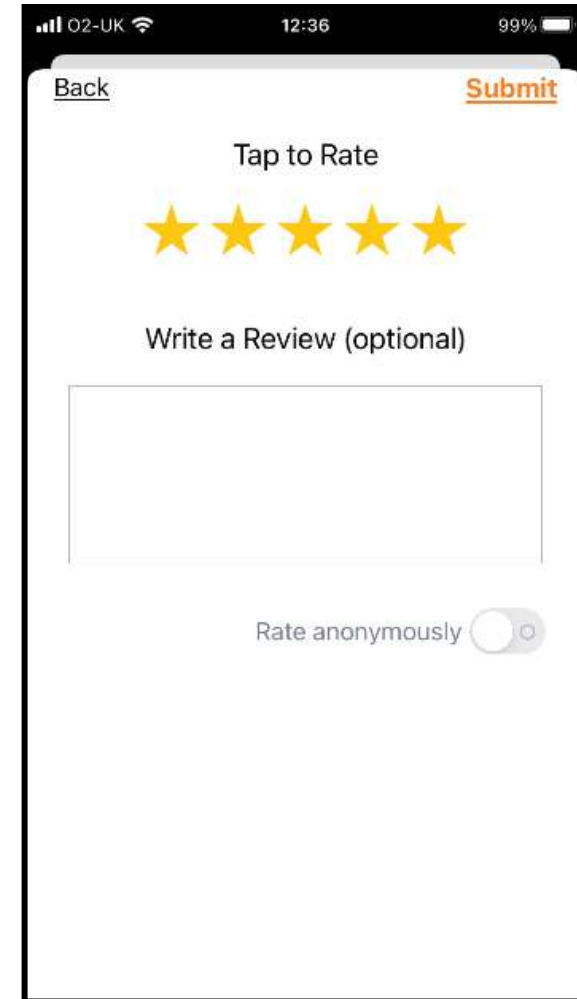 O2-UK 12:36 99%
Back Submit
Tap to Rate
Write a Review (optional)
Rate anonymously